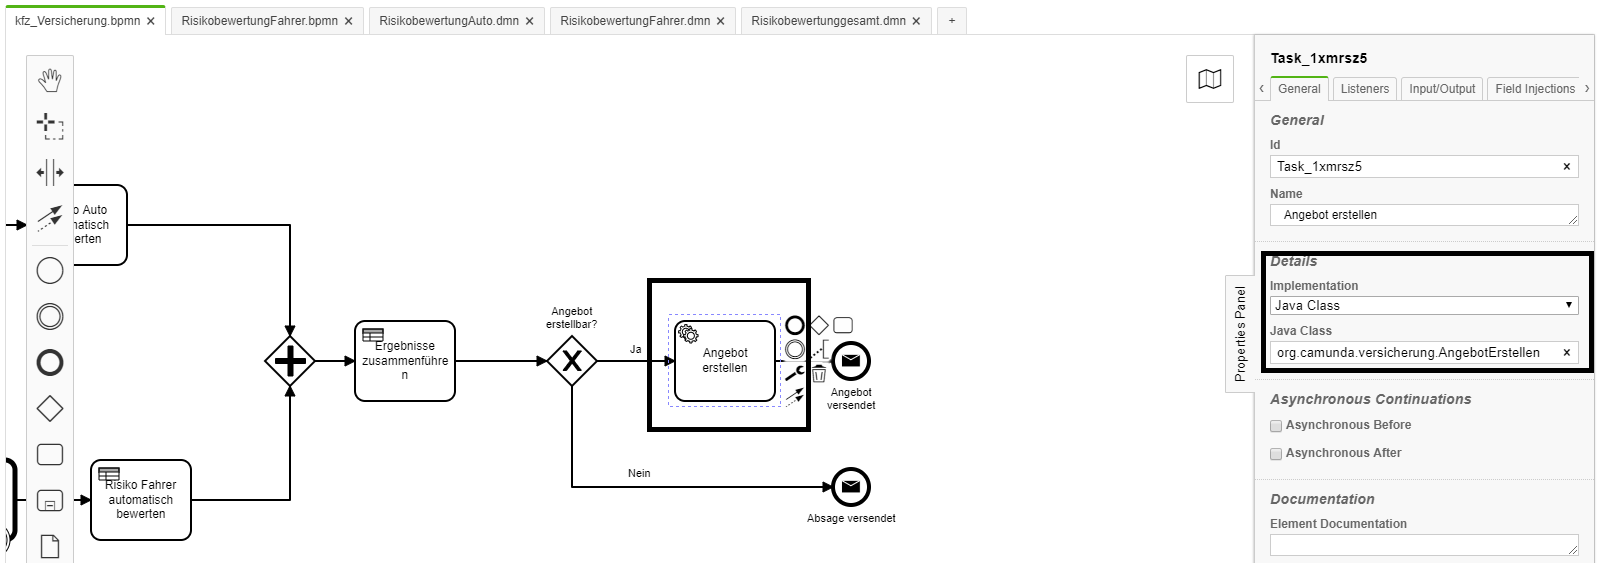 kfz_Versicherung.bpmn ×
RisikobewertungFahrer.bpmn ×
RisikobewertungAuto.dmn ×
RisikobewertungFahrer.dmn ×
Risikobewertunggesamt.dmn ×
+
o Auto
natisch
erten
Risiko Fahrer
automatisch
bewerten
Ergebnisse
zusammenführe
n
Angebot
erstellbar?
Ja
Nein
Angebot
erstellen
Angebot
versendet
Absage versendet
Properties Panel
Task_1xmrsz5
‹ General Listeners Input/Output Field Injections ›
General
Id
Task_1xmrsz5 ×
Name
Angebot erstellen
Details
Implementation
Java Class
Java Class
org.camunda.versicherung.AngebotErstellen ×
Asynchronous Continuations
Asynchronous Before
Asynchronous After
Documentation
Element Documentation